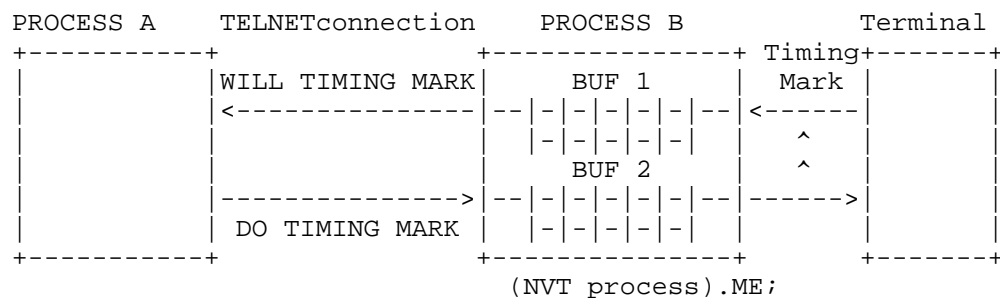 PROCESS A TELNETconnection PROCESS B Terminal
Timing
WILL TIMING MARK BUF 1 Mark
BUF 2
DO TIMING MARK
(NVT process).ME;